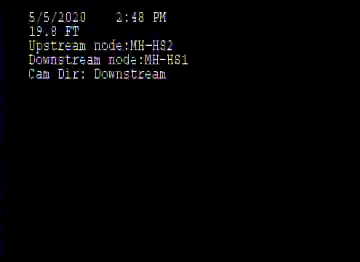 5/5/2020 2:48 PM
19.8 FT
Upstream node:MH-HS2
Downstream node:MH-HS1
Cam Dir: Downstream